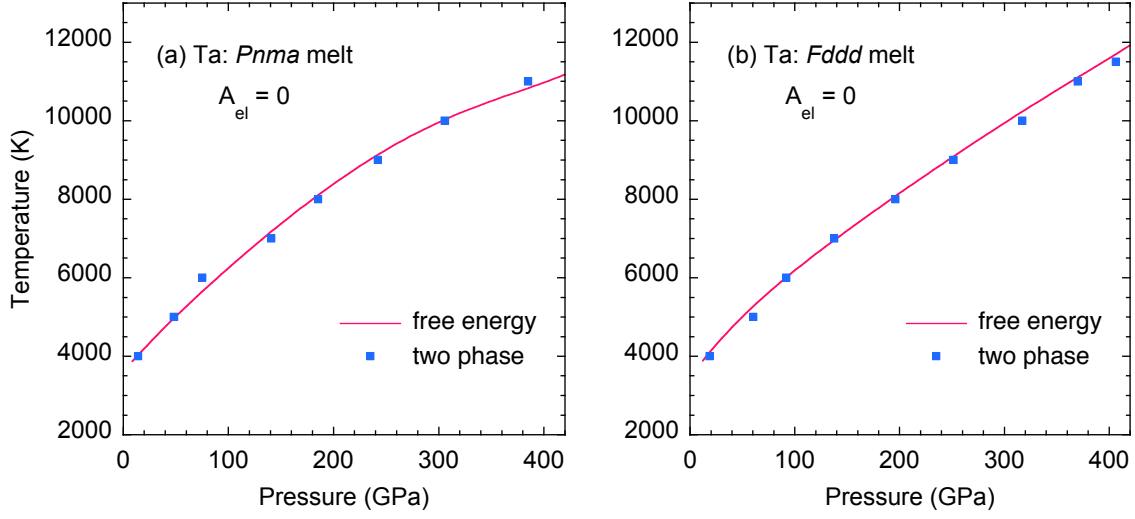 (a) Ta: Pnma melt
A_el = 0
12000
10000
8000
6000
4000
2000
Temperature (K)
free energy
two phase
0 100 200 300 400
Pressure (GPa)
(b) Ta: Fddd melt
A_el = 0
12000
10000
8000
6000
4000
2000
free energy
two phase
0 100 200 300 400
Pressure (GPa)